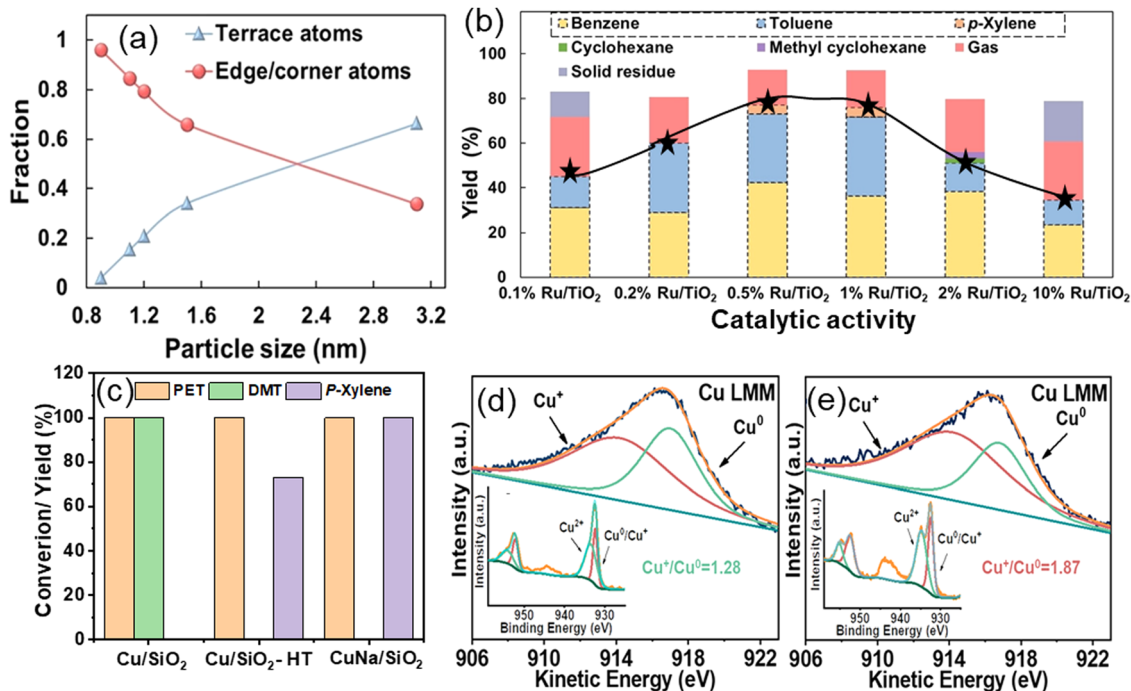 (a)
Terrace atoms
Edge/corner atoms
Fraction
1
0.8
0.6
0.4
0.2
0
0.8 1.2 1.6 2 2.4 2.8 3.2
Particle size (nm)
(b)
Benzene Toluene p-Xylene
Cyclohexane Methyl cyclohexane Gas
Solid residue
Yield (%)
100
80
60
40
20
0
0.1% Ru/TiO₂ 0.2% Ru/TiO₂ 0.5% Ru/TiO₂ 1% Ru/TiO₂ 2% Ru/TiO₂ 10% Ru/TiO₂
Catalytic activity
(c)
PET DMT P-Xylene
Converion/ Yield (%)
120
100
80
60
40
20
0
Cu/SiO₂ Cu/SiO₂- HT CuNa/SiO₂
(d)
Cu LMM
Cu⁺
Cu⁰
Intensity (a.u.)
Intensity (a.u.)
Cu²⁺
Cu⁰/Cu⁺
Cu⁺/Cu⁰=1.28
950 940 930
Binding Energy (eV)
906 910 914 918 922
Kinetic Energy (eV)
(e)
Cu LMM
Cu⁺
Cu⁰
Intensity (a.u.)
Intensity (a.u.)
Cu²⁺
Cu⁰/Cu⁺
Cu⁺/Cu⁰=1.87
950 940 930
Binding Energy (eV)
906 910 914 918 922
Kinetic Energy (eV)